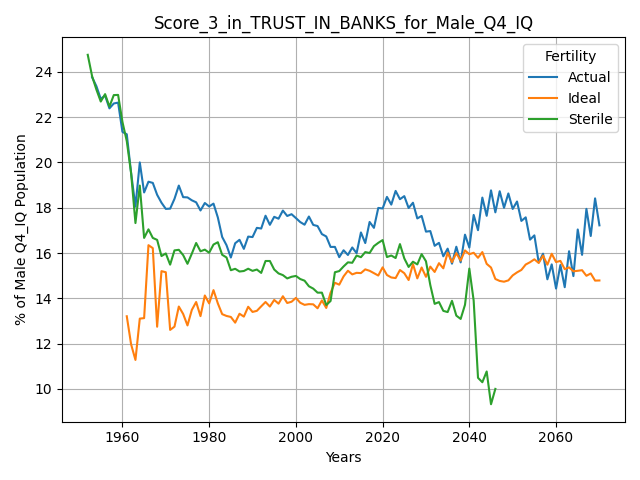 Score_3_in_TRUST_IN_BANKS_for_Male_Q4_IQ
Fertility
Actual
Ideal
Sterile
% of Male Q4_IQ Population
24
22
20
18
16
14
12
10
1960
1980
2000
2020
2040
2060
Years